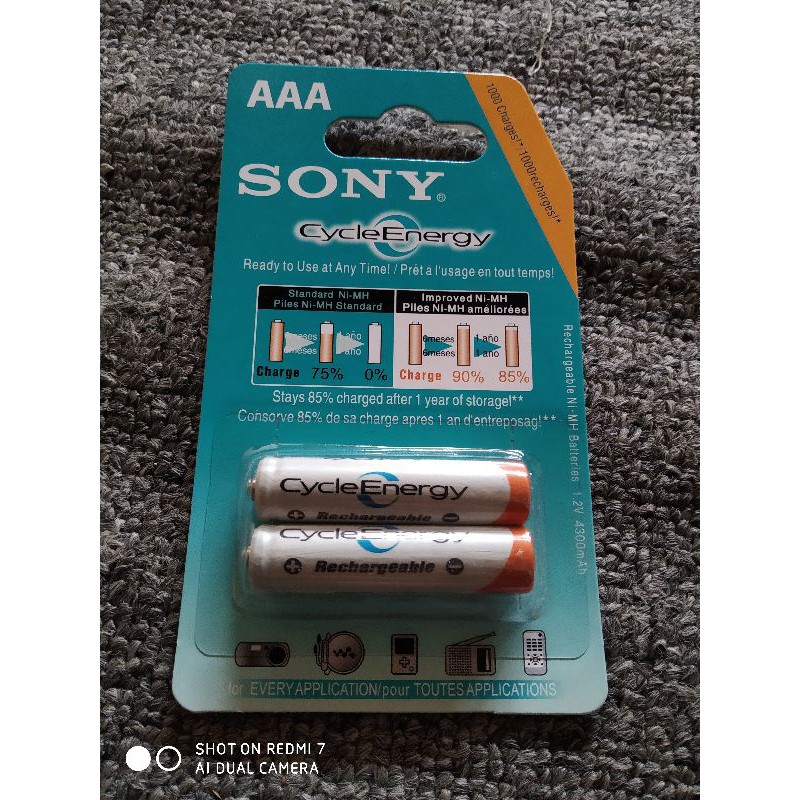 AAA
1000 Charges!* 1000recharges!*
SONY®
CycleEnergy
Ready to Use at Any Time! / Prêt à l'usage en tout temps!
Standard Ni-MH
Piles Ni-MH Standard
Improved Ni-MH
Piles Ni-MH améliorées
6meses 1 año
6meses 1 año
Charge 75% 0%
Charge 90% 85%
Stays 85% charged after 1 year of storage!**
Conserve 85% de sa charge apres 1 an d'entreposag!**
Rechargeable Ni-MH Batteries 1.2V 4300mAh
CycleEnergy
+ Rechargeable -
CycleEnergy
+ Rechargeable
for EVERY APPLICATION/pour TOUTES APPLICATIONS
SHOT ON REDMI 7
AI DUAL CAMERA